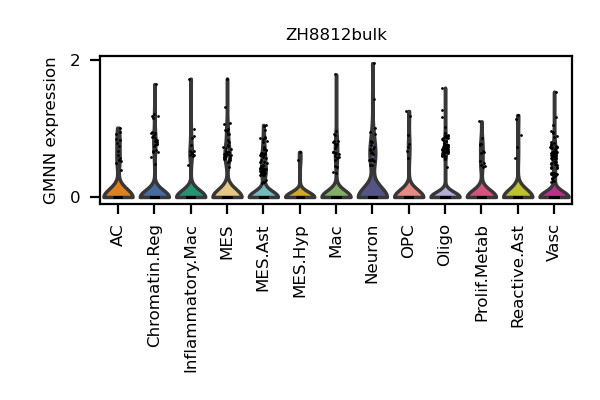 ZH8812bulk
GMNN expression
2
0
AC
Chromatin.Reg
Inflammatory.Mac
MES
MES.Ast
MES.Hyp
Mac
Neuron
OPC
Oligo
Prolif.Metab
Reactive.Ast
Vasc